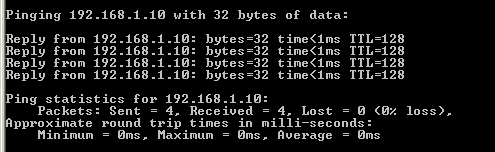 Pinging 192.168.1.10 with 32 bytes of data:
Reply from 192.168.1.10: bytes=32 time<1ms TTL=128
Reply from 192.168.1.10: bytes=32 time<1ms TTL=128
Reply from 192.168.1.10: bytes=32 time<1ms TTL=128
Reply from 192.168.1.10: bytes=32 time<1ms TTL=128
Ping statistics for 192.168.1.10:
Packets: Sent = 4, Received = 4, Lost = 0 (0% loss),
Approximate round trip times in milli-seconds:
Minimum = 0ms, Maximum = 0ms, Average = 0ms